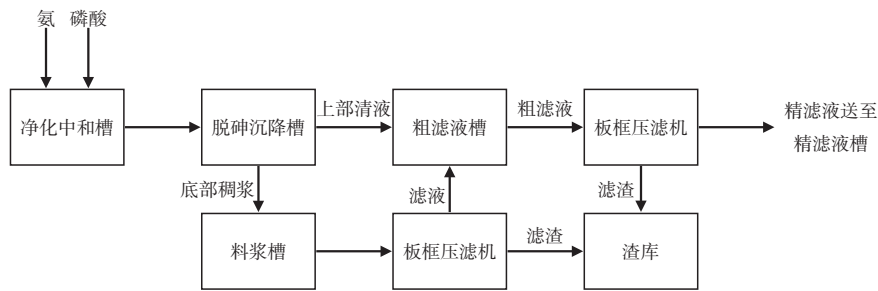 氨 磷酸
净化中和槽
脱砷沉降槽
上部清液
粗滤液槽
粗滤液
板框压滤机
精滤液送至
精滤液槽
底部稠浆
滤液
滤渣
料浆槽
板框压滤机
滤渣
渣库